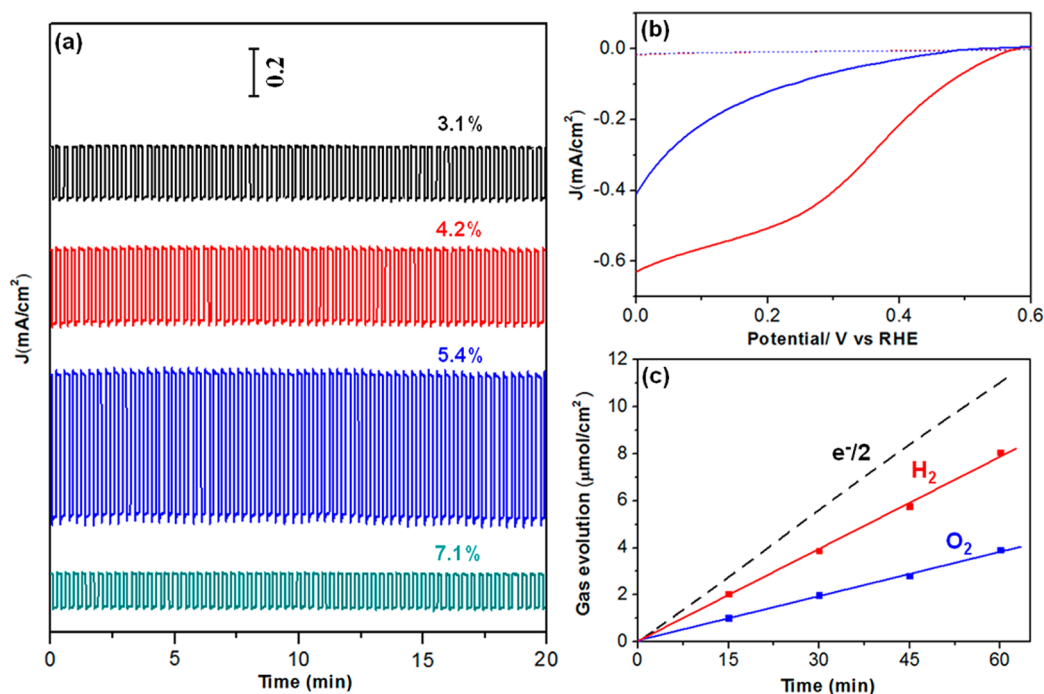 (a)
0.2
3.1%
4.2%
5.4%
7.1%
J(mA/cm²)
0 5 10 15 20
Time (min)
(b)
0.0
-0.2
-0.4
-0.6
J(mA/cm²)
0.0 0.2 0.4 0.6
Potential/ V vs RHE
(c)
12
10
8
6
4
2
0
Gas evolution (μmol/cm²)
e⁻/2
H₂
O₂
0 15 30 45 60
Time (min)